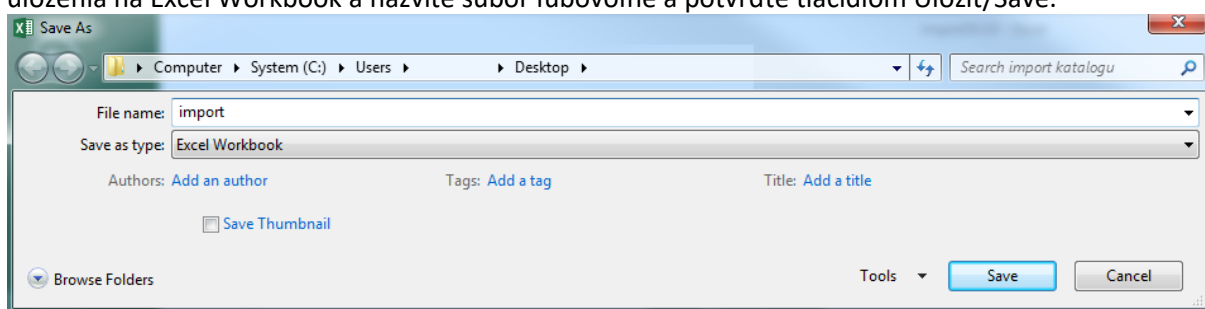 uloženia na Excel Workbook a nazvite súbor ľubovoľne a potvrďte tlačidlom Uložiť/Save.
Save As
Computer System (C:) Users Desktop Search import katalogu
File name: import
Save as type: Excel Workbook
Authors: Add an author Tags: Add a tag Title: Add a title
Save Thumbnail
Browse Folders Tools Save Cancel